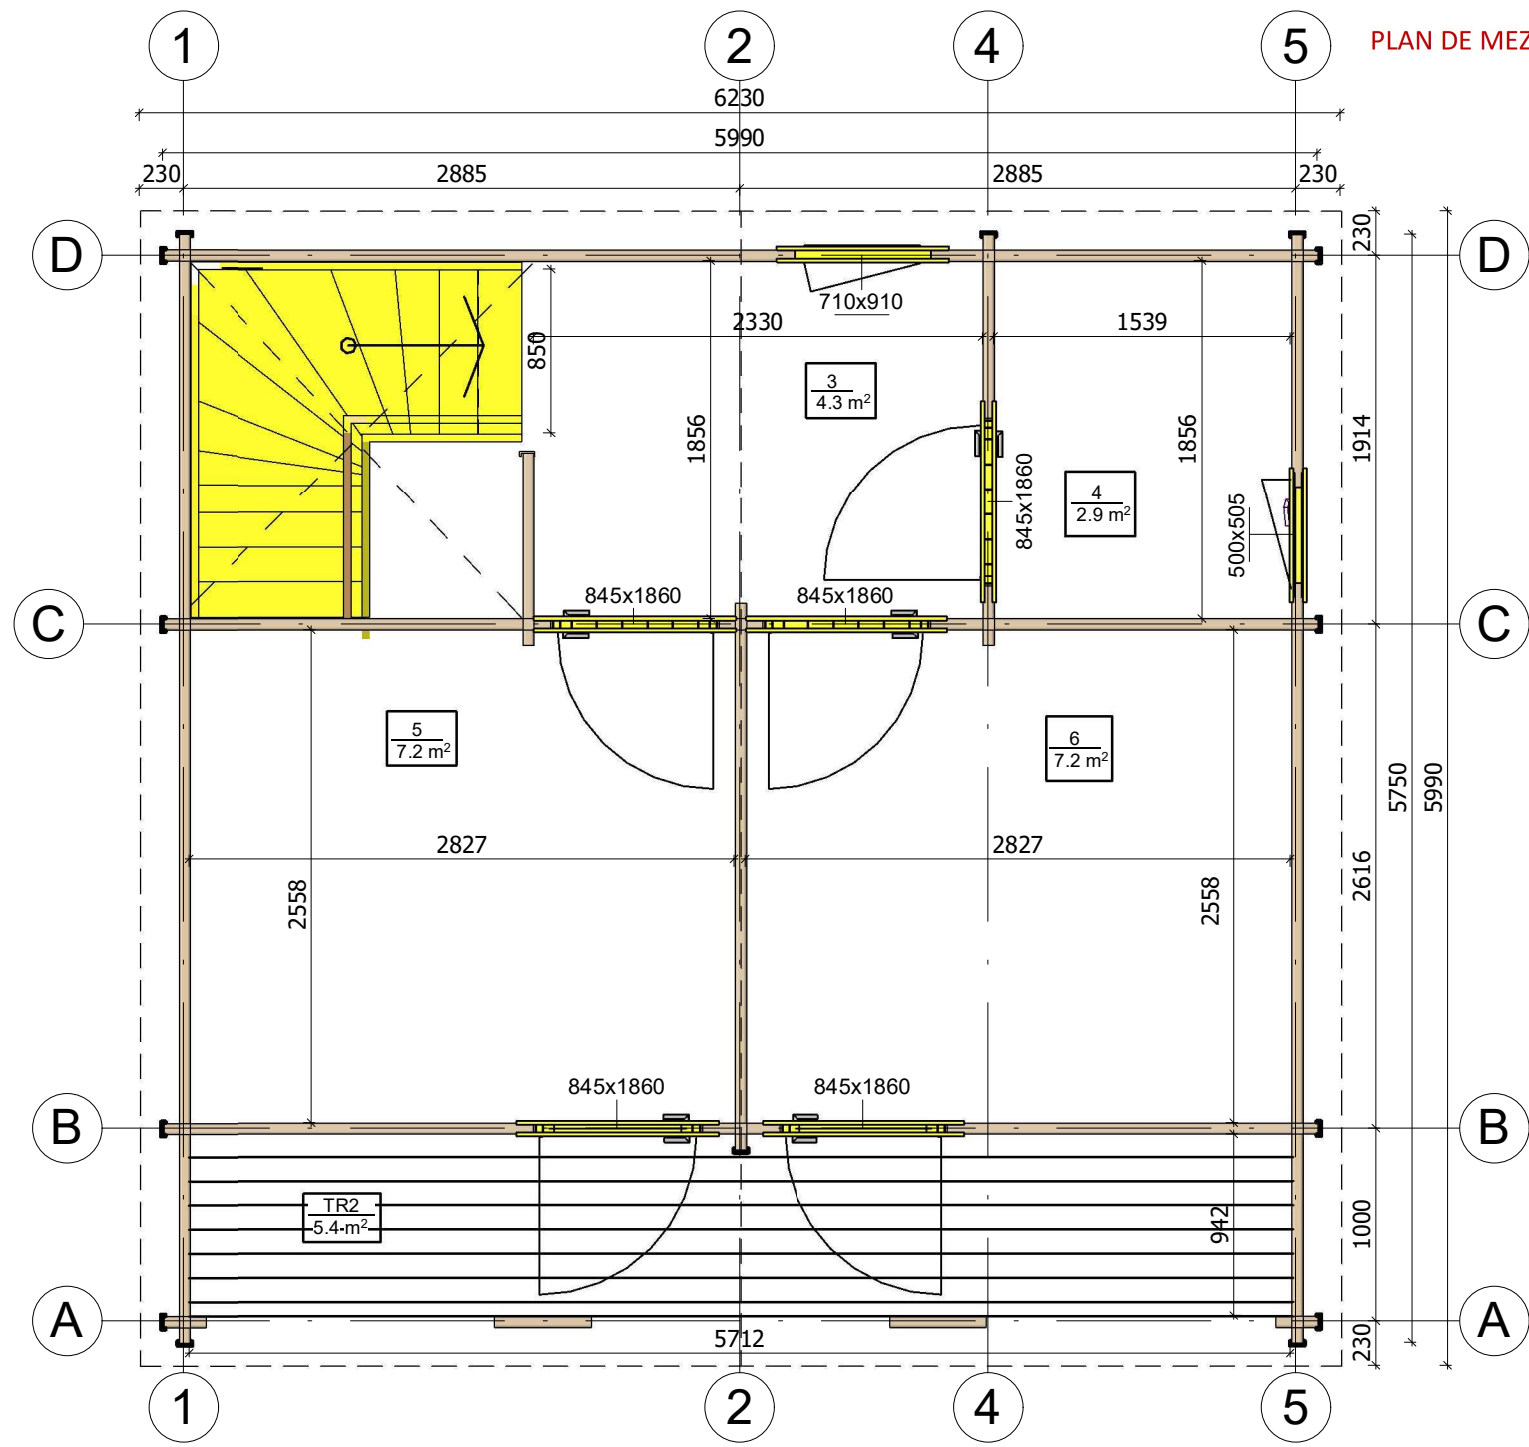 1 2 4 5 PLAN DE MEZ
6230
5990
230 2885 2885 230
D D
230
710x910
2330 1539
850
3
4.3 m²
1856 1856 1914
845x1860
4
2.9 m²
500x505
845x1860 845x1860
C C
5
7.2 m²
6
7.2 m²
5750 5990
2827 2827
2558 2558 2616
845x1860 845x1860
B B
TR2
5.4 m²
942 1000
A A
5712 230
1 2 4 5